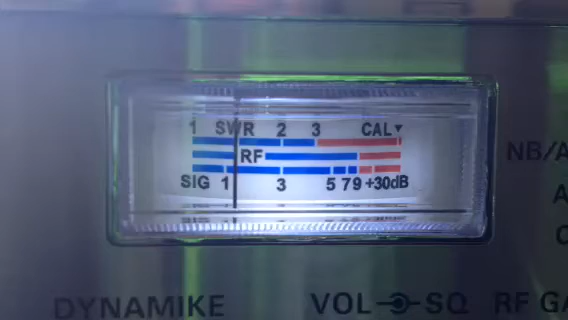 1 SWR 2 3 CAL▼
RF
SIG 1 3 5 7 9 +30dB
NB/A
A
DYNAMIKE VOL SQ RF GA